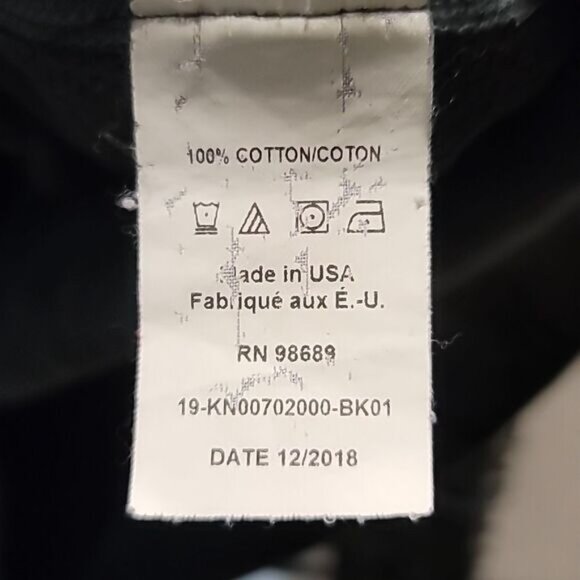 100% COTTON/COTON
Made in USA
Fabriqué aux É.-U.
RN 98689
19-KN00702000-BK01
DATE 12/2018